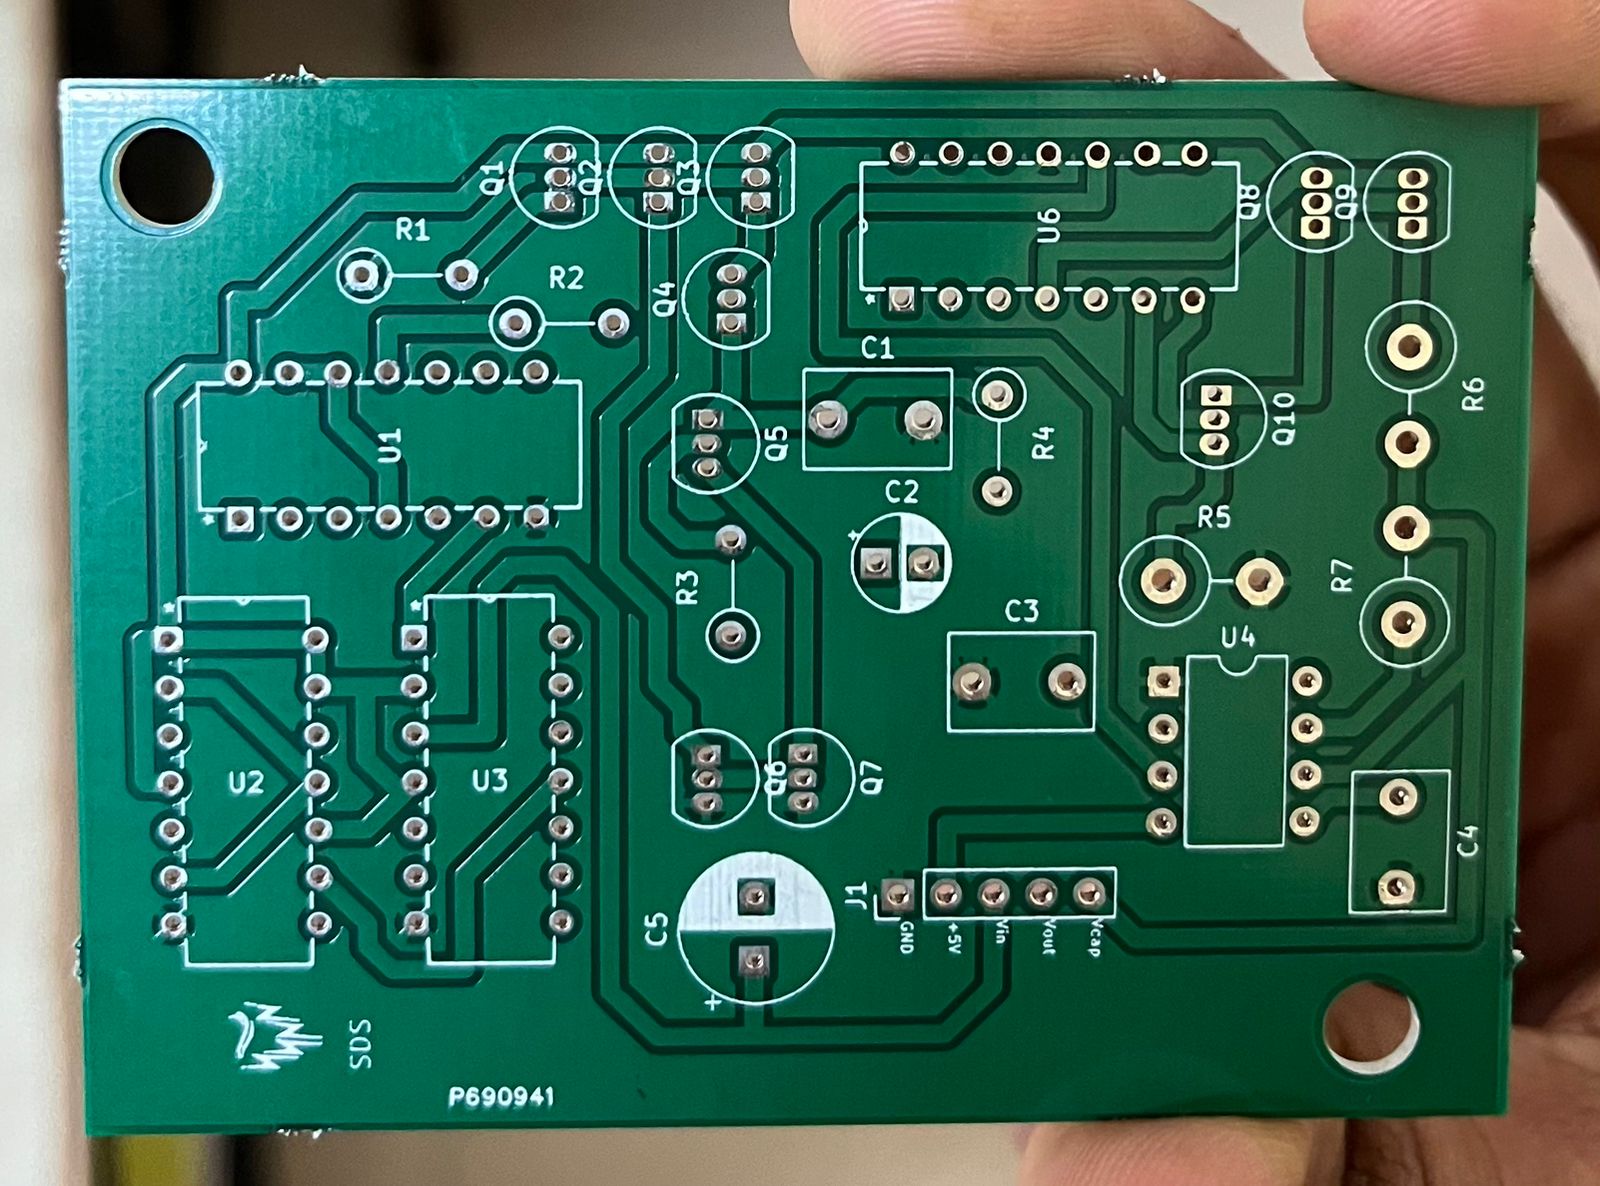 Q1
Q2
Q3
U6
Q8
Q9
R1
R2
Q4
C1
R6
U1
Q5
R4
Q10
C2
R5
R3
R7
C3
U4
U2
U3
Q6
Q7
C4
C5
+
J1
GND
+5V
Vin
Vout
Vcap
SDS
P690941